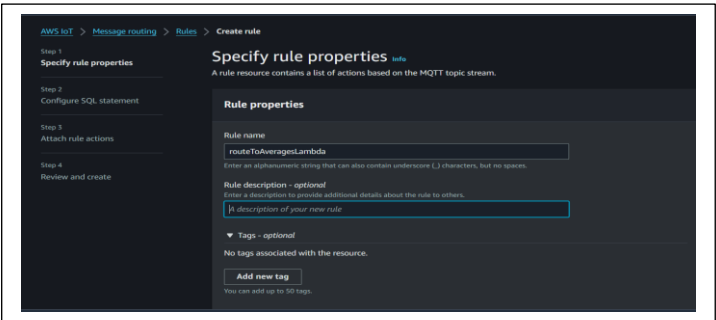 AWS IoT > Message routing > Rules > Create rule
Step 1
Specify rule properties
Step 2
Configure SQL statement
Step 3
Attach rule actions
Step 4
Review and create
Specify rule properties Info
A rule resource contains a list of actions based on the MQTT topic stream.
Rule properties
Rule name
routeToAveragesLambda
Enter an alphanumeric string that can also contain underscore (_) characters, but no spaces.
Rule description - optional
Enter a description to provide additional details about the rule to others.
A description of your new rule
▼ Tags - optional
No tags associated with the resource.
Add new tag
You can add up to 50 tags.